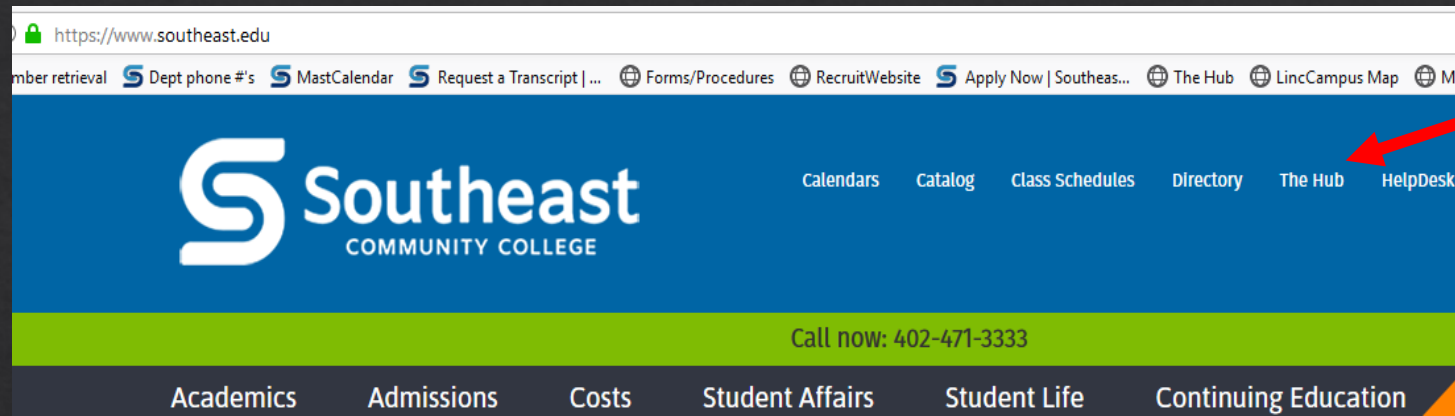 https://www.southeast.edu
mber retrieval Dept phone #'s MastCalendar Request a Transcript | ... Forms/Procedures RecruitWebsite Apply Now | Southeas... The Hub LincCampus Map M
Southeast
COMMUNITY COLLEGE
Calendars Catalog Class Schedules Directory The Hub HelpDesk
Call now: 402-471-3333
Academics Admissions Costs Student Affairs Student Life Continuing Education